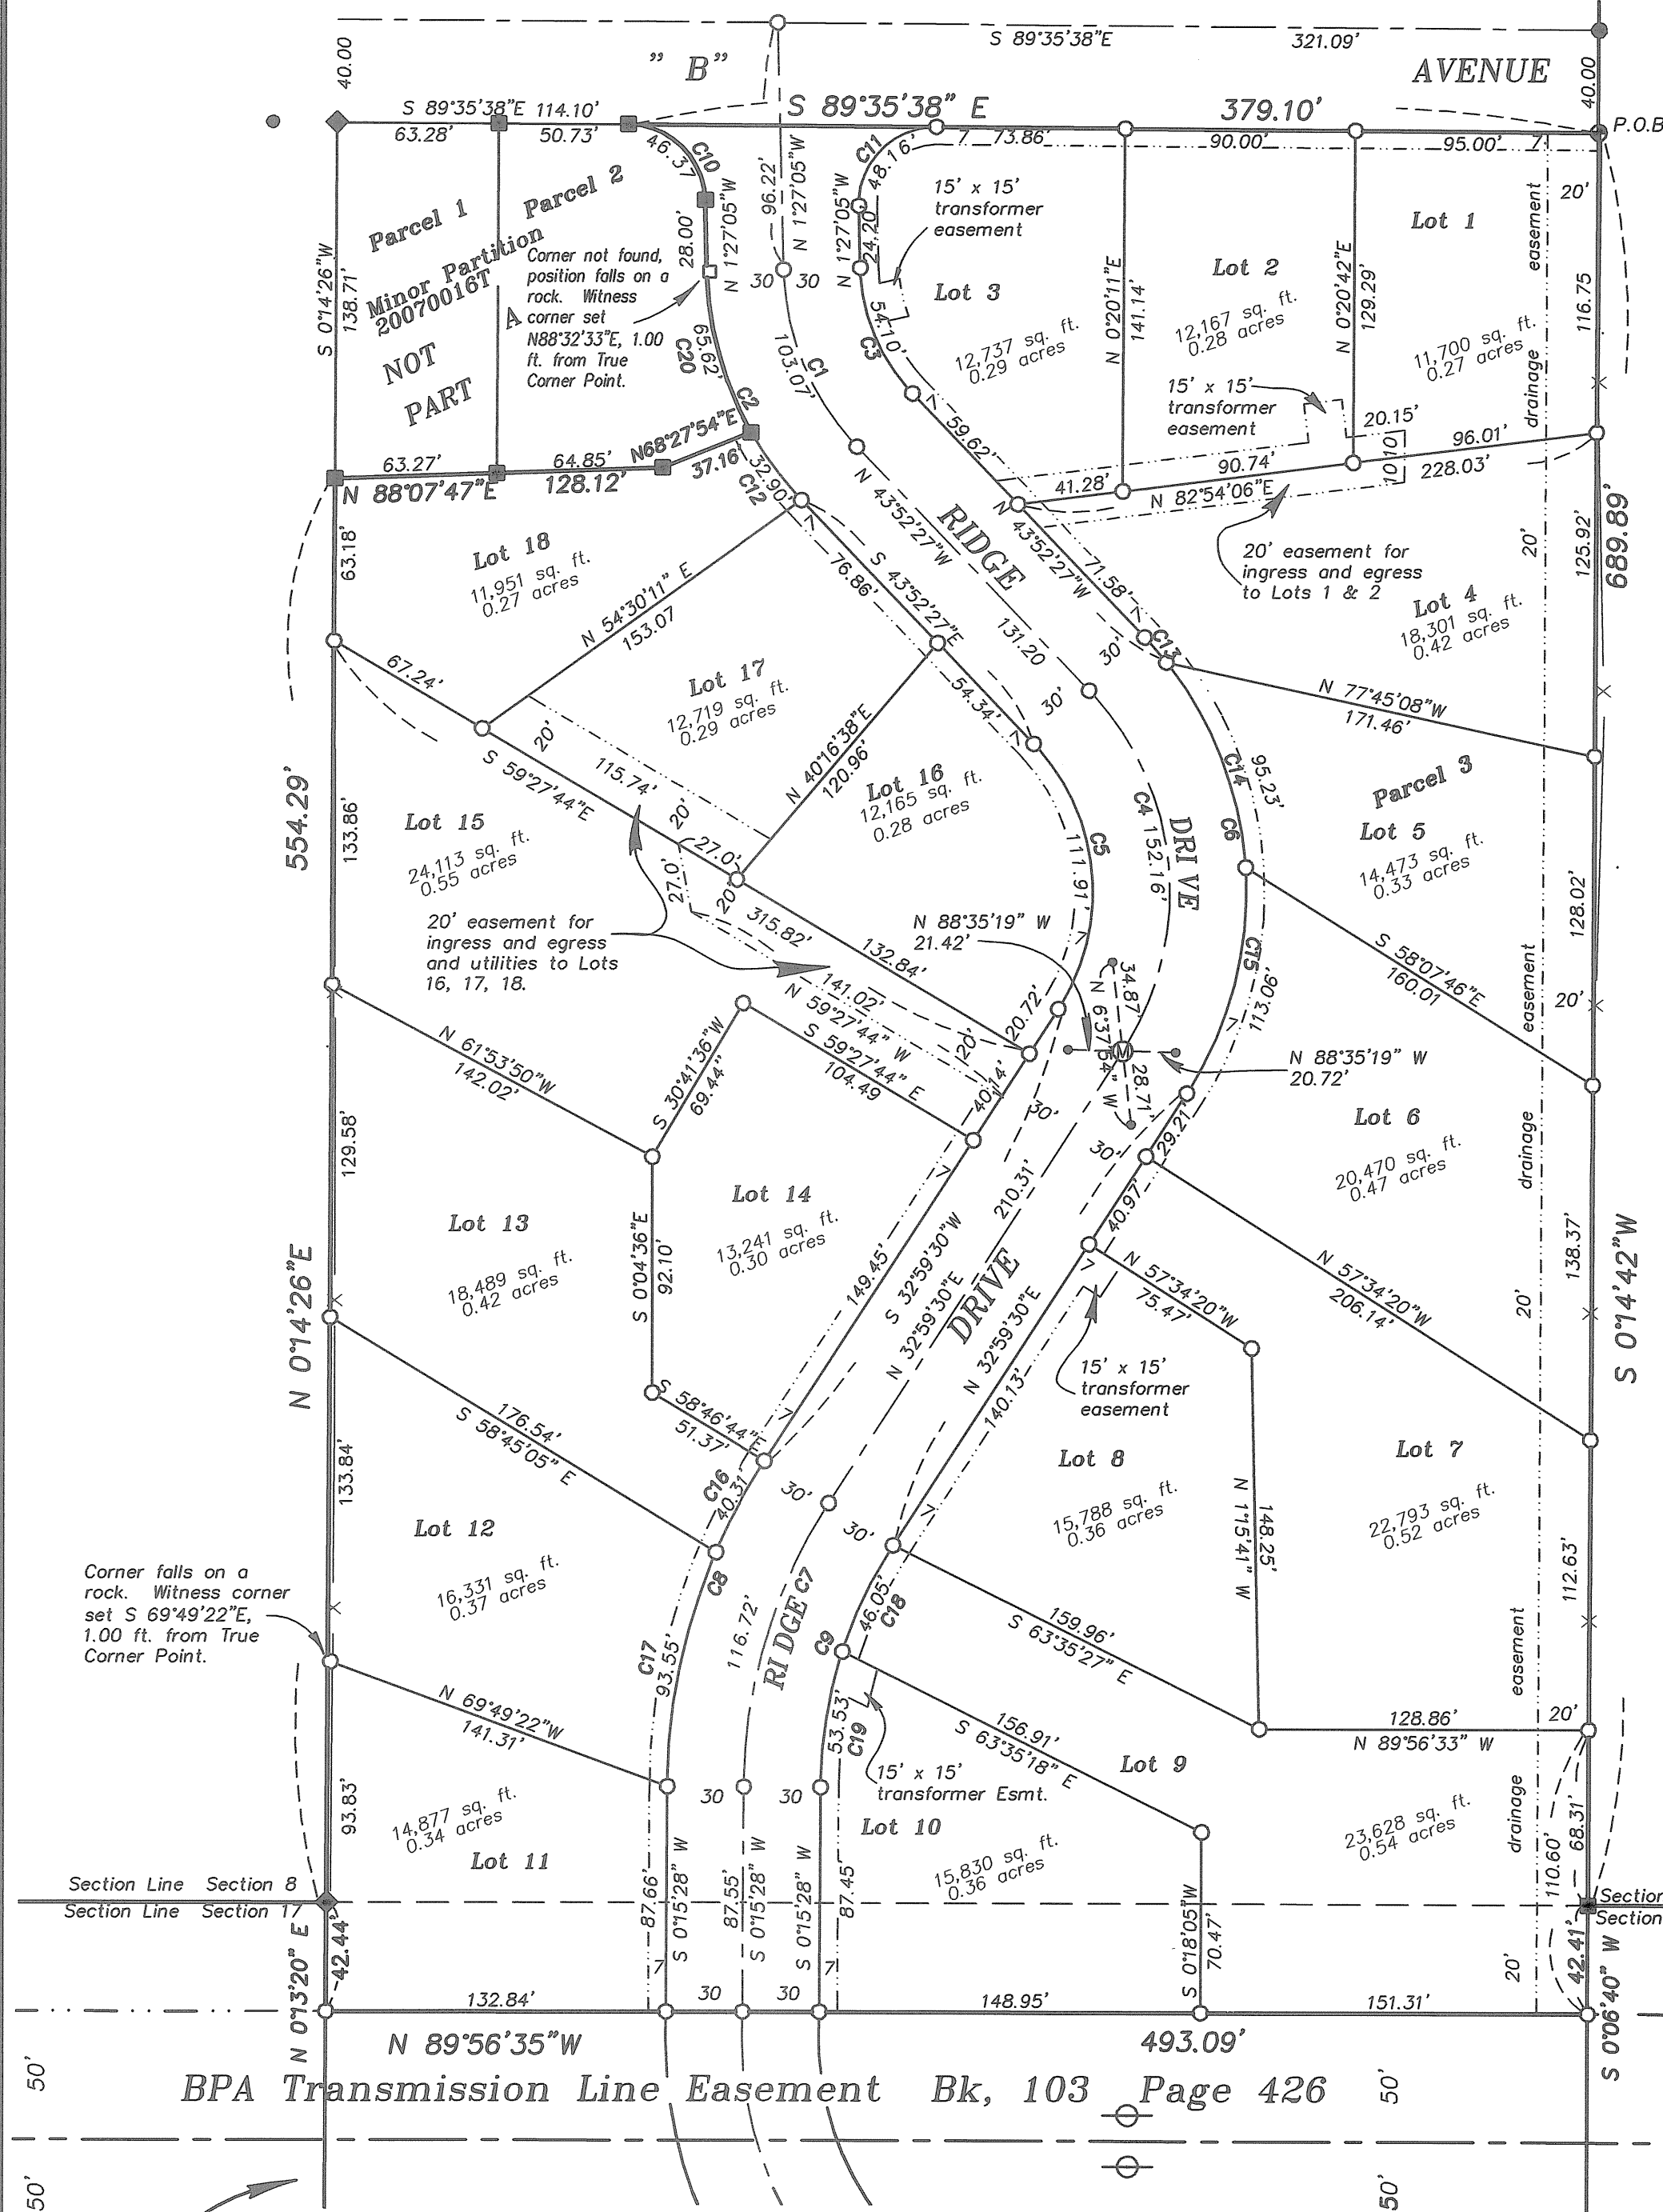 S 89°35'38"E 321.09'
40.00
" B" AVENUE
40.00
S 89°35'38"E 114.10'
S 89°35'38" E 379.10'
P.O.B
63.28' 50.73'
46.37
C10
C11
48.16'
7 73.86' 90.00' 95.00' 7
96.22'
N 1°27'05"W
20'
easement
Parcel 1
Parcel 2
Minor Partition
20070016T
NOT A
PART
S 0°14'26"W
138.71'
28.00'
N 1°27'05"W
N 1°27'05"W
24.20'
15' x 15'
transformer
easement
Corner not found,
position falls on a
rock. Witness
corner set
N88°32'33"E, 1.00
ft. from True
Corner Point.
30 30
Lot 3
12,737 sq. ft.
0.29 acres
N 0°20'11"E
141.14'
Lot 2
12,167 sq. ft.
0.28 acres
N 0°20'42"E
129.29'
Lot 1
11,700 sq. ft.
0.27 acres
116.75
drainage
65.62'
C20
C2
C1
103.07'
54.10'
C3
15' x 15'
transformer
easement
20.15'
96.01'
10 10
90.74'
228.03'
41.28'
N 82°54'06"E
63.27' 64.85'
N68°27'54"E
37.16'
N 88°07'47"E 128.12'
32.90'
C12
7
59.62'
N 43°52'27"W
RIDGE
N 43°52'27"W
71.58'
7
20' easement for
ingress and egress
to Lots 1 & 2
20'
125.92'
689.89'
63.18'
Lot 18
11,951 sq. ft.
0.27 acres
N 54°30'11" E
153.07
7
76.86'
S 43°52'27"E
131.20
30'
30'
C13
Lot 4
18,301 sq. ft.
0.42 acres
easement
N 77°45'08"W
171.46'
67.24'
Lot 17
12,719 sq. ft.
0.29 acres
54.34'
7
20'
115.74'
S 59°27'44"E
N 40°16'38"E
120.96'
Lot 16
12,165 sq. ft.
0.28 acres
C14
95.23'
C6
C4 152.16'
DRIVE
C5
111.91'
Parcel 3
Lot 5
14,473 sq. ft.
0.33 acres
128.02'
554.29'
133.86'
Lot 15
24,113 sq. ft.
0.55 acres
20'
27.0'
27.0'
20'
315.82'
132.84'
141.02'
N 59°27'44" W
20' easement for
ingress and egress
and utilities to Lots
16, 17, 18.
N 88°35'19" W
21.42'
7
C15
113.06'
7
S 58°07'46"E
160.01
easement
20'
34.87'
N 6°37'54" W
M
28.71'
N 88°35'19" W
20.72'
20.72'
20'
40.14'
30'
30'
29.21'
N 61°53'50"W
142.02'
S 30°41'36"W
69.44'
S 59°27'44" E
104.49
Lot 6
20,470 sq. ft.
0.47 acres
drainage
138.37'
129.58'
Lot 13
18,489 sq. ft.
0.42 acres
S 0°04'36"E
92.10'
Lot 14
13,241 sq. ft.
0.30 acres
7
149.45'
7
210.31'
S 32°59'30"W
N 32°59'30"E
DRIVE
N 32°59'30"E
140.13'
7
40.97'
7
N 57°34'20"W
75.47'
N 57°34'20"W
206.14'
20'
N 0°14'26"E
S 0°14'42"W
15' x 15'
transformer
easement
S 58°46'44"E
51.37'
176.54'
S 58°45'05" E
133.84'
C16
40.31'
30'
30'
Lot 8
15,788 sq. ft.
0.36 acres
N 1°15'41" W
148.25'
Lot 7
22,793 sq. ft.
0.52 acres
112.63'
Lot 12
16,331 sq. ft.
0.37 acres
Corner falls on a
rock. Witness corner
set S 69°49'22"E,
1.00 ft. from True
Corner Point.
C8
C17
93.55'
116.72'
RIDGE C7
C9
46.05'
C18
159.96'
S 63°35'27" E
easement
N 69°49'22"W
141.31'
53.53'
C19
156.91'
S 63°35'18" E
128.86'
20'
N 89°56'33" W
Lot 9
15' x 15'
transformer Esmt.
93.83'
14,877 sq. ft.
0.34 acres
Lot 11
30 30
Lot 10
15,830 sq. ft.
0.36 acres
23,628 sq. ft.
0.54 acres
drainage
110.60'
68.31'
Section Line Section 8
Section Line Section 17
Section
Section
87.66'
S 0°15'28" W
87.55'
S 0°15'28" W
S 0°15'28" W
87.45'
S 0°18'05"W
70.47'
N 0°13'20" E
42.44'
42.41'
S 0°06'40" W
20'
7
7
132.84' 30 30 148.95' 151.31'
N 89°56'35"W 493.09'
50'
BPA Transmission Line Easement Bk, 103 Page 426
50'
50'
50'